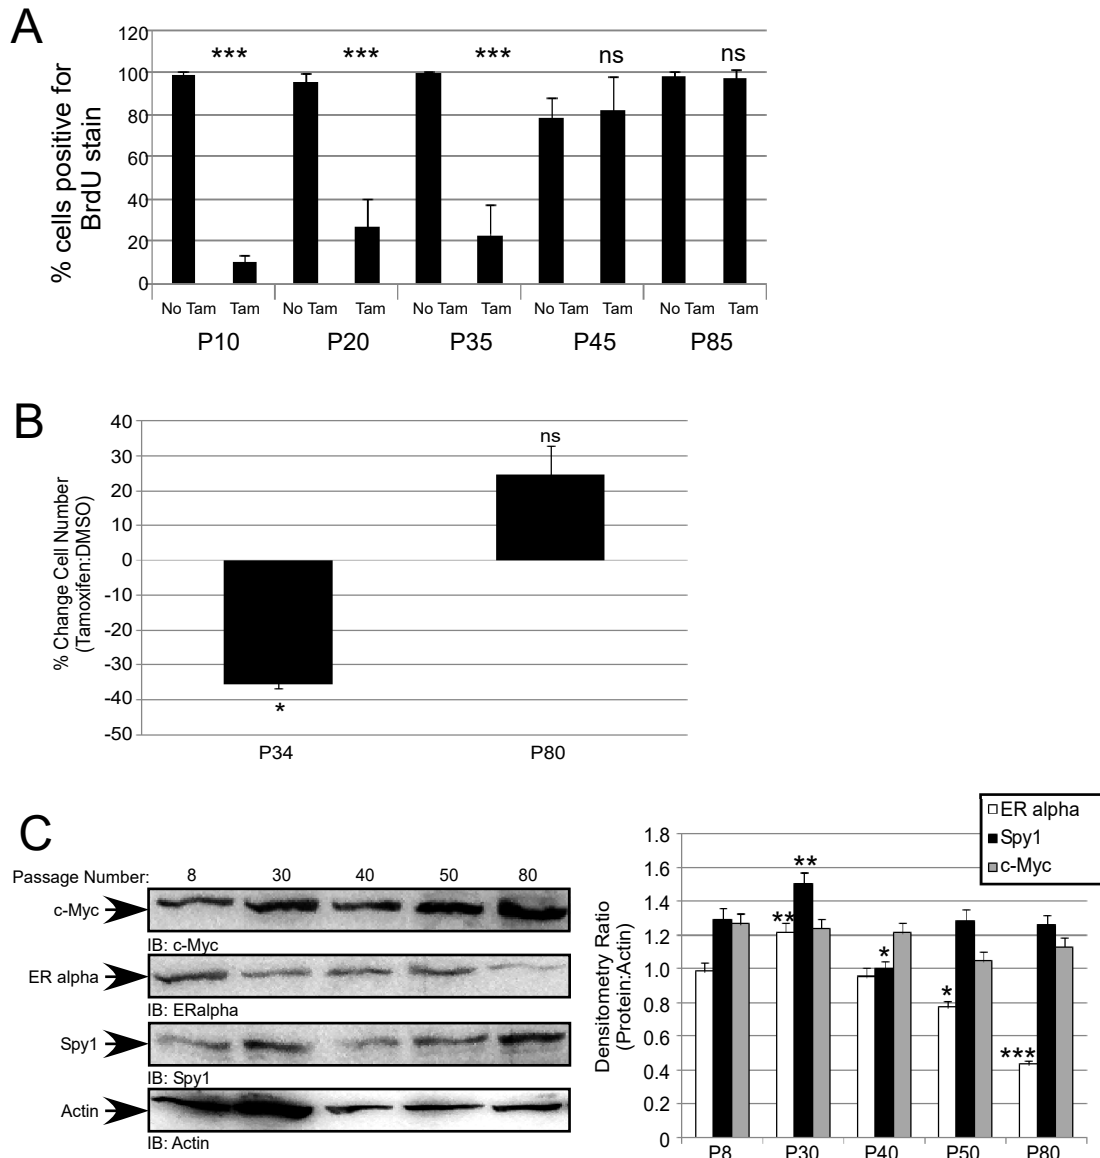 A
% cells positive for
BrdU stain
120
100
80
60
40
20
0
*** *** *** ns ns
No Tam Tam No Tam Tam No Tam Tam No Tam Tam No Tam Tam
P10 P20 P35 P45 P85
B
% Change Cell Number
(Tamoxifen:DMSO)
40
30
20
10
0
-10
-20
-30
-40
-50
ns
*
P34 P80
C
Passage Number: 8 30 40 50 80
c-Myc
IB: c-Myc
ER alpha
IB: ERalpha
Spy1
IB: Spy1
Actin
IB: Actin
ER alpha
Spy1
c-Myc
Densitometry Ratio
(Protein:Actin)
1.8
1.6
1.4
1.2
1.0
0.8
0.6
0.4
0.2
0
**
**
*
*
***
P8 P30 P40 P50 P80